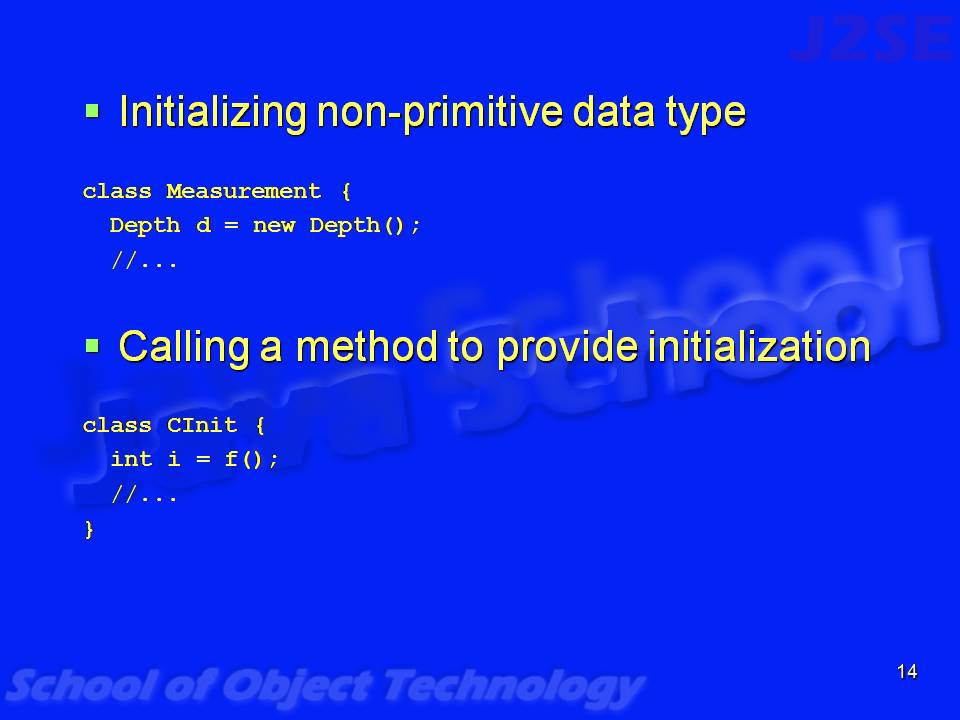 J2SE
Initializing non-primitive data type
class Measurement {
Depth d = new Depth();
//...
Calling a method to provide initialization
class CInit {
int i = f();
//...
}
Java School
School of Object Technology
14